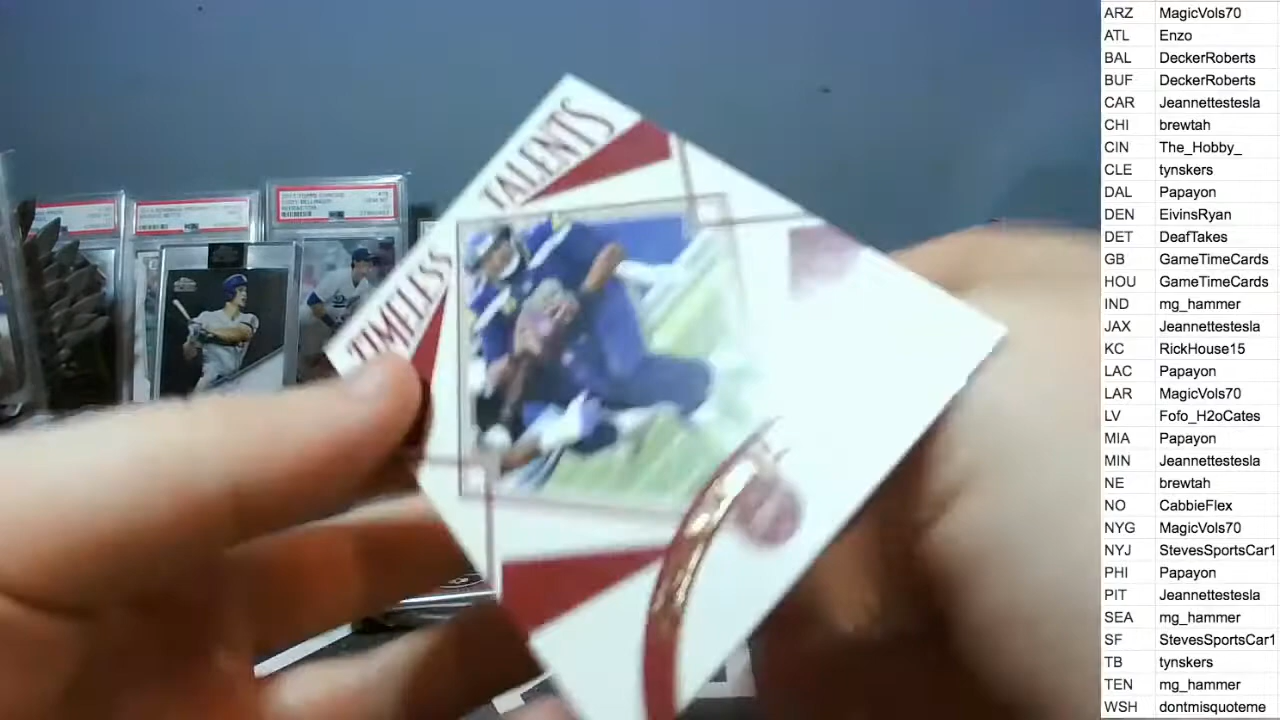 TIMELESS TALENTS
ARZ MagicVols70
ATL Enzo
BAL DeckerRoberts
BUF DeckerRoberts
CAR Jeannettestesla
CHI brewtah
CIN The_Hobby_
CLE tynskers
DAL Papayon
DEN EivinsRyan
DET DeafTakes
GB GameTimeCards
HOU GameTimeCards
IND mg_hammer
JAX Jeannettestesla
KC RickHouse15
LAC Papayon
LAR MagicVols70
LV Fofo_H2oCates
MIA Papayon
MIN Jeannettestesla
NE brewtah
NO CabbieFlex
NYG MagicVols70
NYJ StevesSportsCar1
PHI Papayon
PIT Jeannettestesla
SEA mg_hammer
SF StevesSportsCar1
TB tynskers
TEN mg_hammer
WSH dontmisquoteme